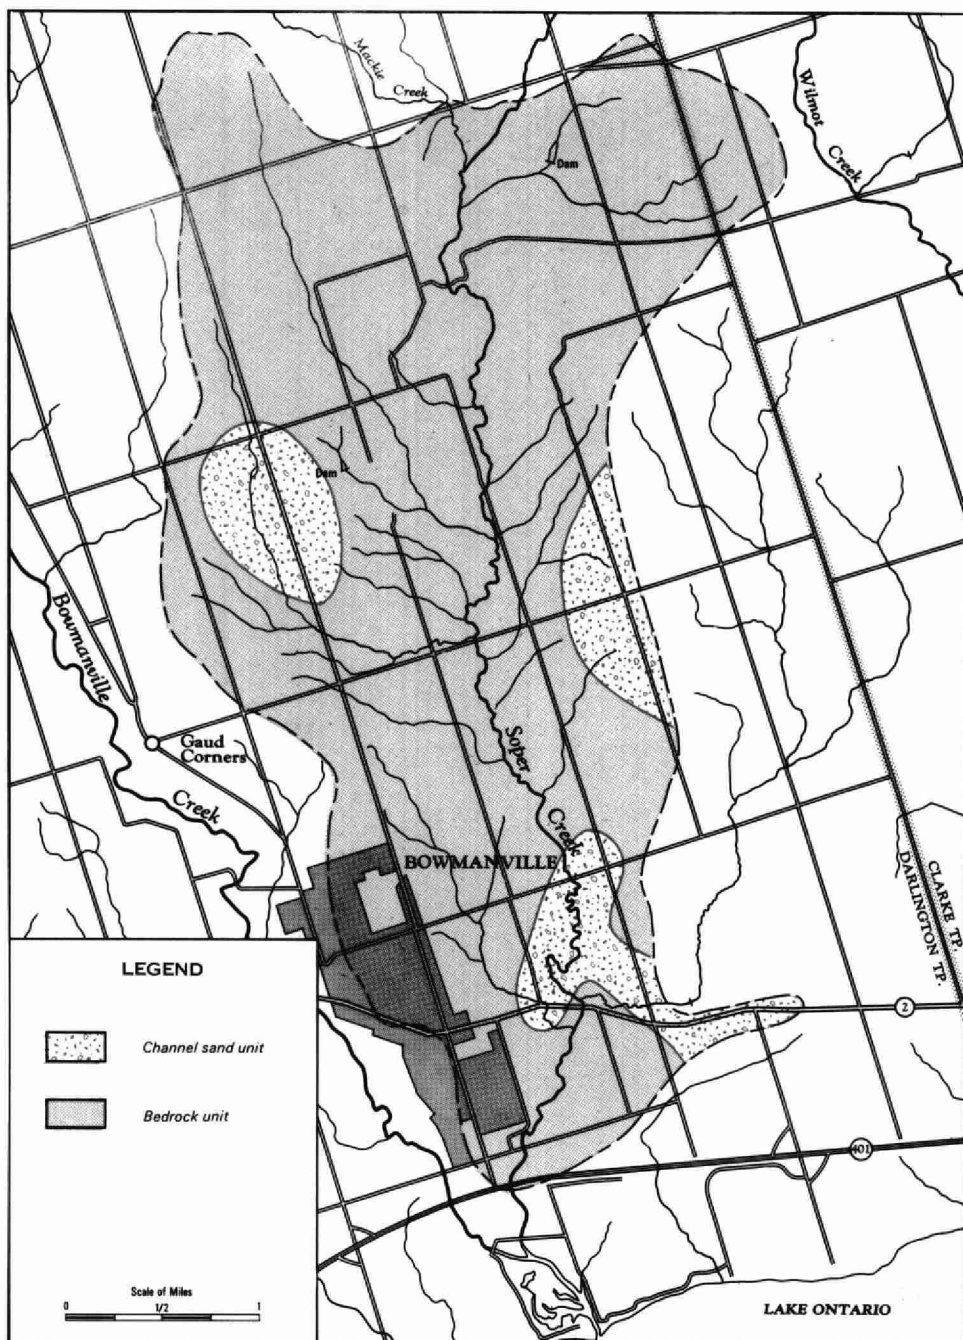 Mackie
Creek
Wilmot
Creek
Dam
Dam
Bowmanville
Creek
Gaud
Corners
Soper
Creek
BOWMANVILLE
CLARKE TP.
DARLINGTON TP.
2
401
LEGEND
Channel sand unit
Bedrock unit
Scale of Miles
0 1/2 1
LAKE ONTARIO